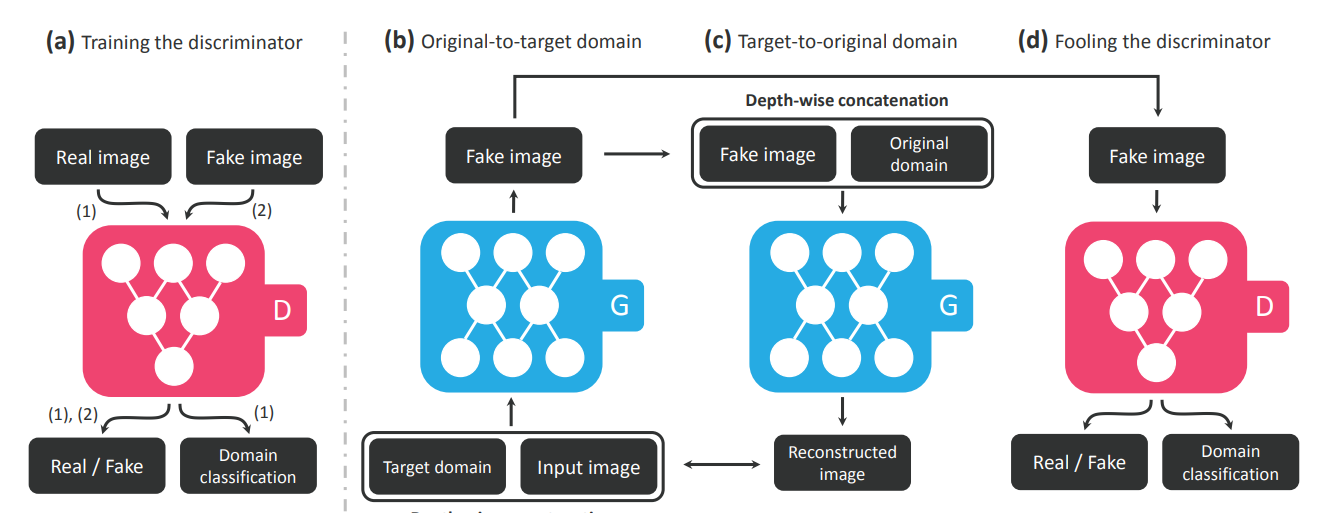 (a) Training the discriminator
(b) Original-to-target domain
(c) Target-to-original domain
(d) Fooling the discriminator
Real image
Fake image
(1)
(2)
D
(1), (2)
(1)
Real / Fake
Domain
classification
Fake image
G
Target domain
Input image
Depth-wise concatenation
Fake image
Original
domain
G
Reconstructed
image
Fake image
D
Real / Fake
Domain
classification